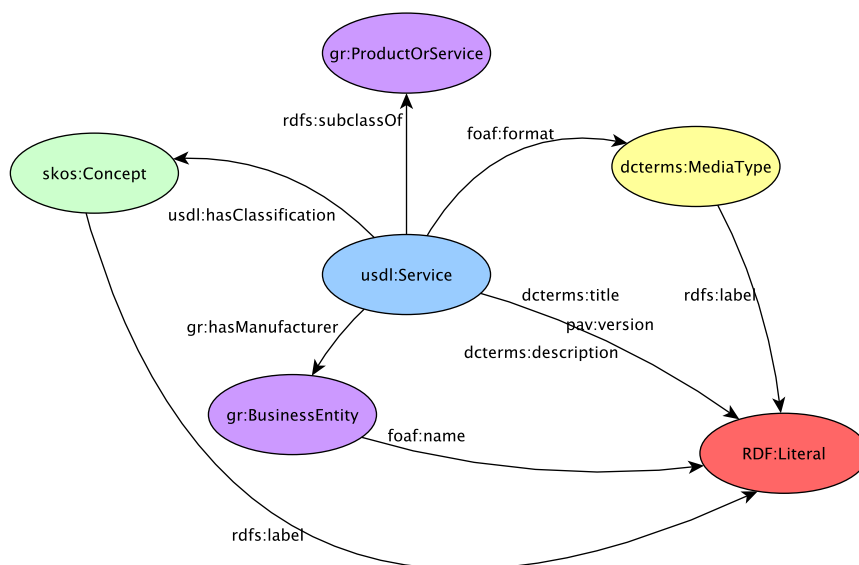 gr:ProductOrService
rdfs:subclassOf
foaf:format
skos:Concept
dcterms:MediaType
usdl:hasClassification
usdl:Service
dcterms:title
rdfs:label
gr:hasManufacturer
pav:version
dcterms:description
gr:BusinessEntity
foaf:name
RDF:Literal
rdfs:label